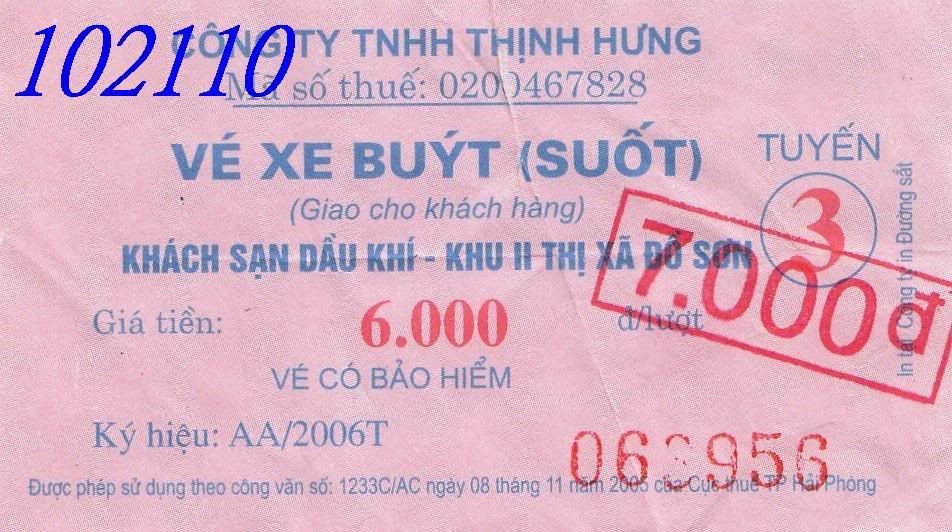 102110
CÔNG TY TNHH THỊNH HƯNG
Mã số thuế: 0200467828
VÉ XE BUÝT (SUỐT)
TUYẾN
3
(Giao cho khách hàng)
KHÁCH SẠN DẦU KHÍ - KHU II THỊ XÃ ĐỒ SƠN
7.000đ
Giá tiền: 6.000 đ/lượt
VÉ CÓ BẢO HIỂM
Ký hiệu: AA/2006T
Được phép sử dụng theo công văn số: 1233C/AC ngày 08 tháng 11 năm 2005 của Cục thuế TP Hải Phòng
In tại Công ty in Đường sắt